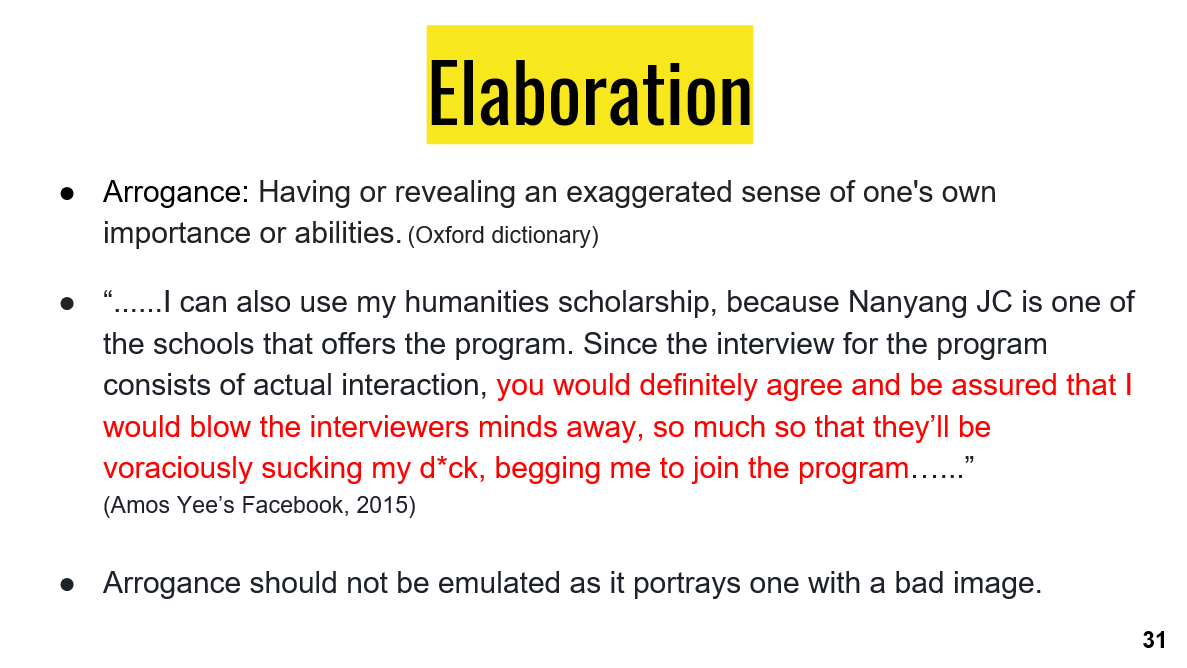 Elaboration
● Arrogance: Having or revealing an exaggerated sense of one's own
importance or abilities. (Oxford dictionary)
● “......I can also use my humanities scholarship, because Nanyang JC is one of
the schools that offers the program. Since the interview for the program
consists of actual interaction, you would definitely agree and be assured that I
would blow the interviewers minds away, so much so that they’ll be
voraciously sucking my d*ck, begging me to join the program…...”
(Amos Yee’s Facebook, 2015)
● Arrogance should not be emulated as it portrays one with a bad image.
31